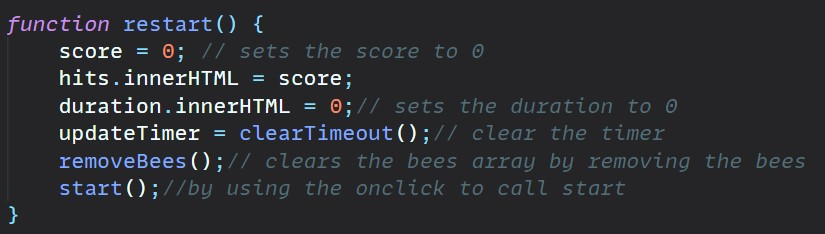 function restart() {
    score = 0; // sets the score to 0
    hits.innerHTML = score;
    duration.innerHTML = 0;// sets the duration to 0
    updateTimer = clearTimeout();// clear the timer
    removeBees();// clears the bees array by removing the bees
    start();//by using the onclick to call start
}